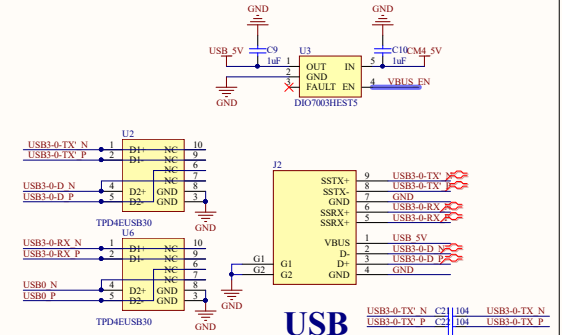 GND
GND
USB_5V
C9
U3
C10
CM4_5V
1uF
1uF
1
OUT
IN
5
2
GND
3
FAULT
EN
4
VBUS_EN
GND
DIO7003HEST5
U2
USB3-0-TX'_N
1
D1+
NC
10
USB3-0-TX'_P
2
D1-
NC
9
NC
6
NC
7
USB3-0-D_N
4
D2+
GND
8
USB3-0-D_P
5
D2-
GND
3
TPD4EUSB30
GND
U6
USB3-0-RX_N
1
D1+
NC
10
USB3-0-RX_P
2
D1-
NC
9
NC
6
NC
7
USB0_N
4
D2+
GND
8
USB0_P
5
D2-
GND
3
TPD4EUSB30
GND
J2
SSTX+
9
USB3-0-TX'_N
SSTX-
8
USB3-0-TX'_P
GND
7
GND
SSRX+
6
USB3-0-RX
SSRX+
5
USB3-0-RX
VBUS
1
USB_5V
D-
2
USB3-0-D_N
D+
3
USB3-0-D_P
GND
4
GND
G1
G1
G2
G2
GND
USB
USB3-0-TX'_N
C21
104
USB3-0-TX_N
USB3-0-TX'_P
C22
104
USB3-0-TX_P